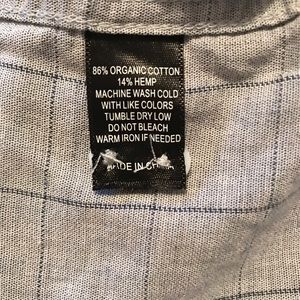 86% ORGANIC COTTON
14% HEMP
MACHINE WASH COLD
WITH LIKE COLORS
TUMBLE DRY LOW
DO NOT BLEACH
WARM IRON IF NEEDED
MADE IN